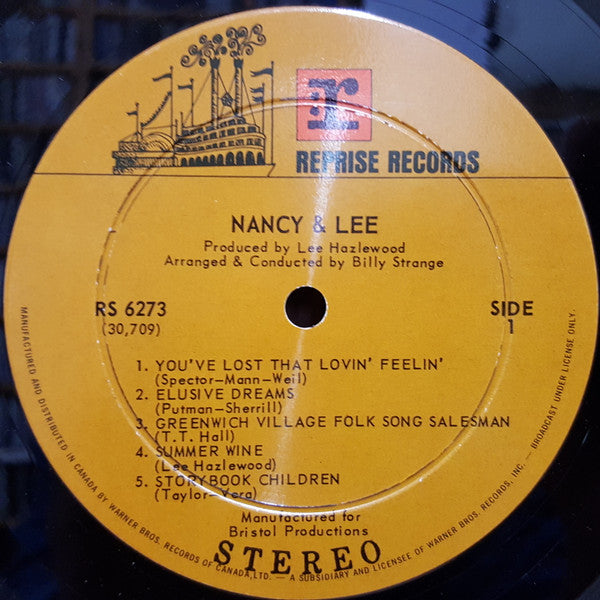 r
REPRISE RECORDS
NANCY & LEE
Produced by Lee Hazlewood
Arranged & Conducted by Billy Strange
RS 6273
(30,709)
SIDE
1
1. YOU'VE LOST THAT LOVIN' FEELIN'
(Spector-Mann-Weil)
2. ELUSIVE DREAMS
(Putman-Sherrill)
3. GREENWICH VILLAGE FOLK SONG SALESMAN
(T.T. Hall)
4. SUMMER WINE
(Lee Hazlewood)
5. STORYBOOK CHILDREN
(Taylor-Vera)
Manufactured for
Bristol Productions
STEREO
MANUFACTURED AND DISTRIBUTED IN CANADA BY WARNER BROS. RECORDS OF CANADA, LTD. — A SUBSIDIARY AND LICENSEE OF WARNER BROS. RECORDS, INC. — BROADCAST UNDER LICENSE ONLY.